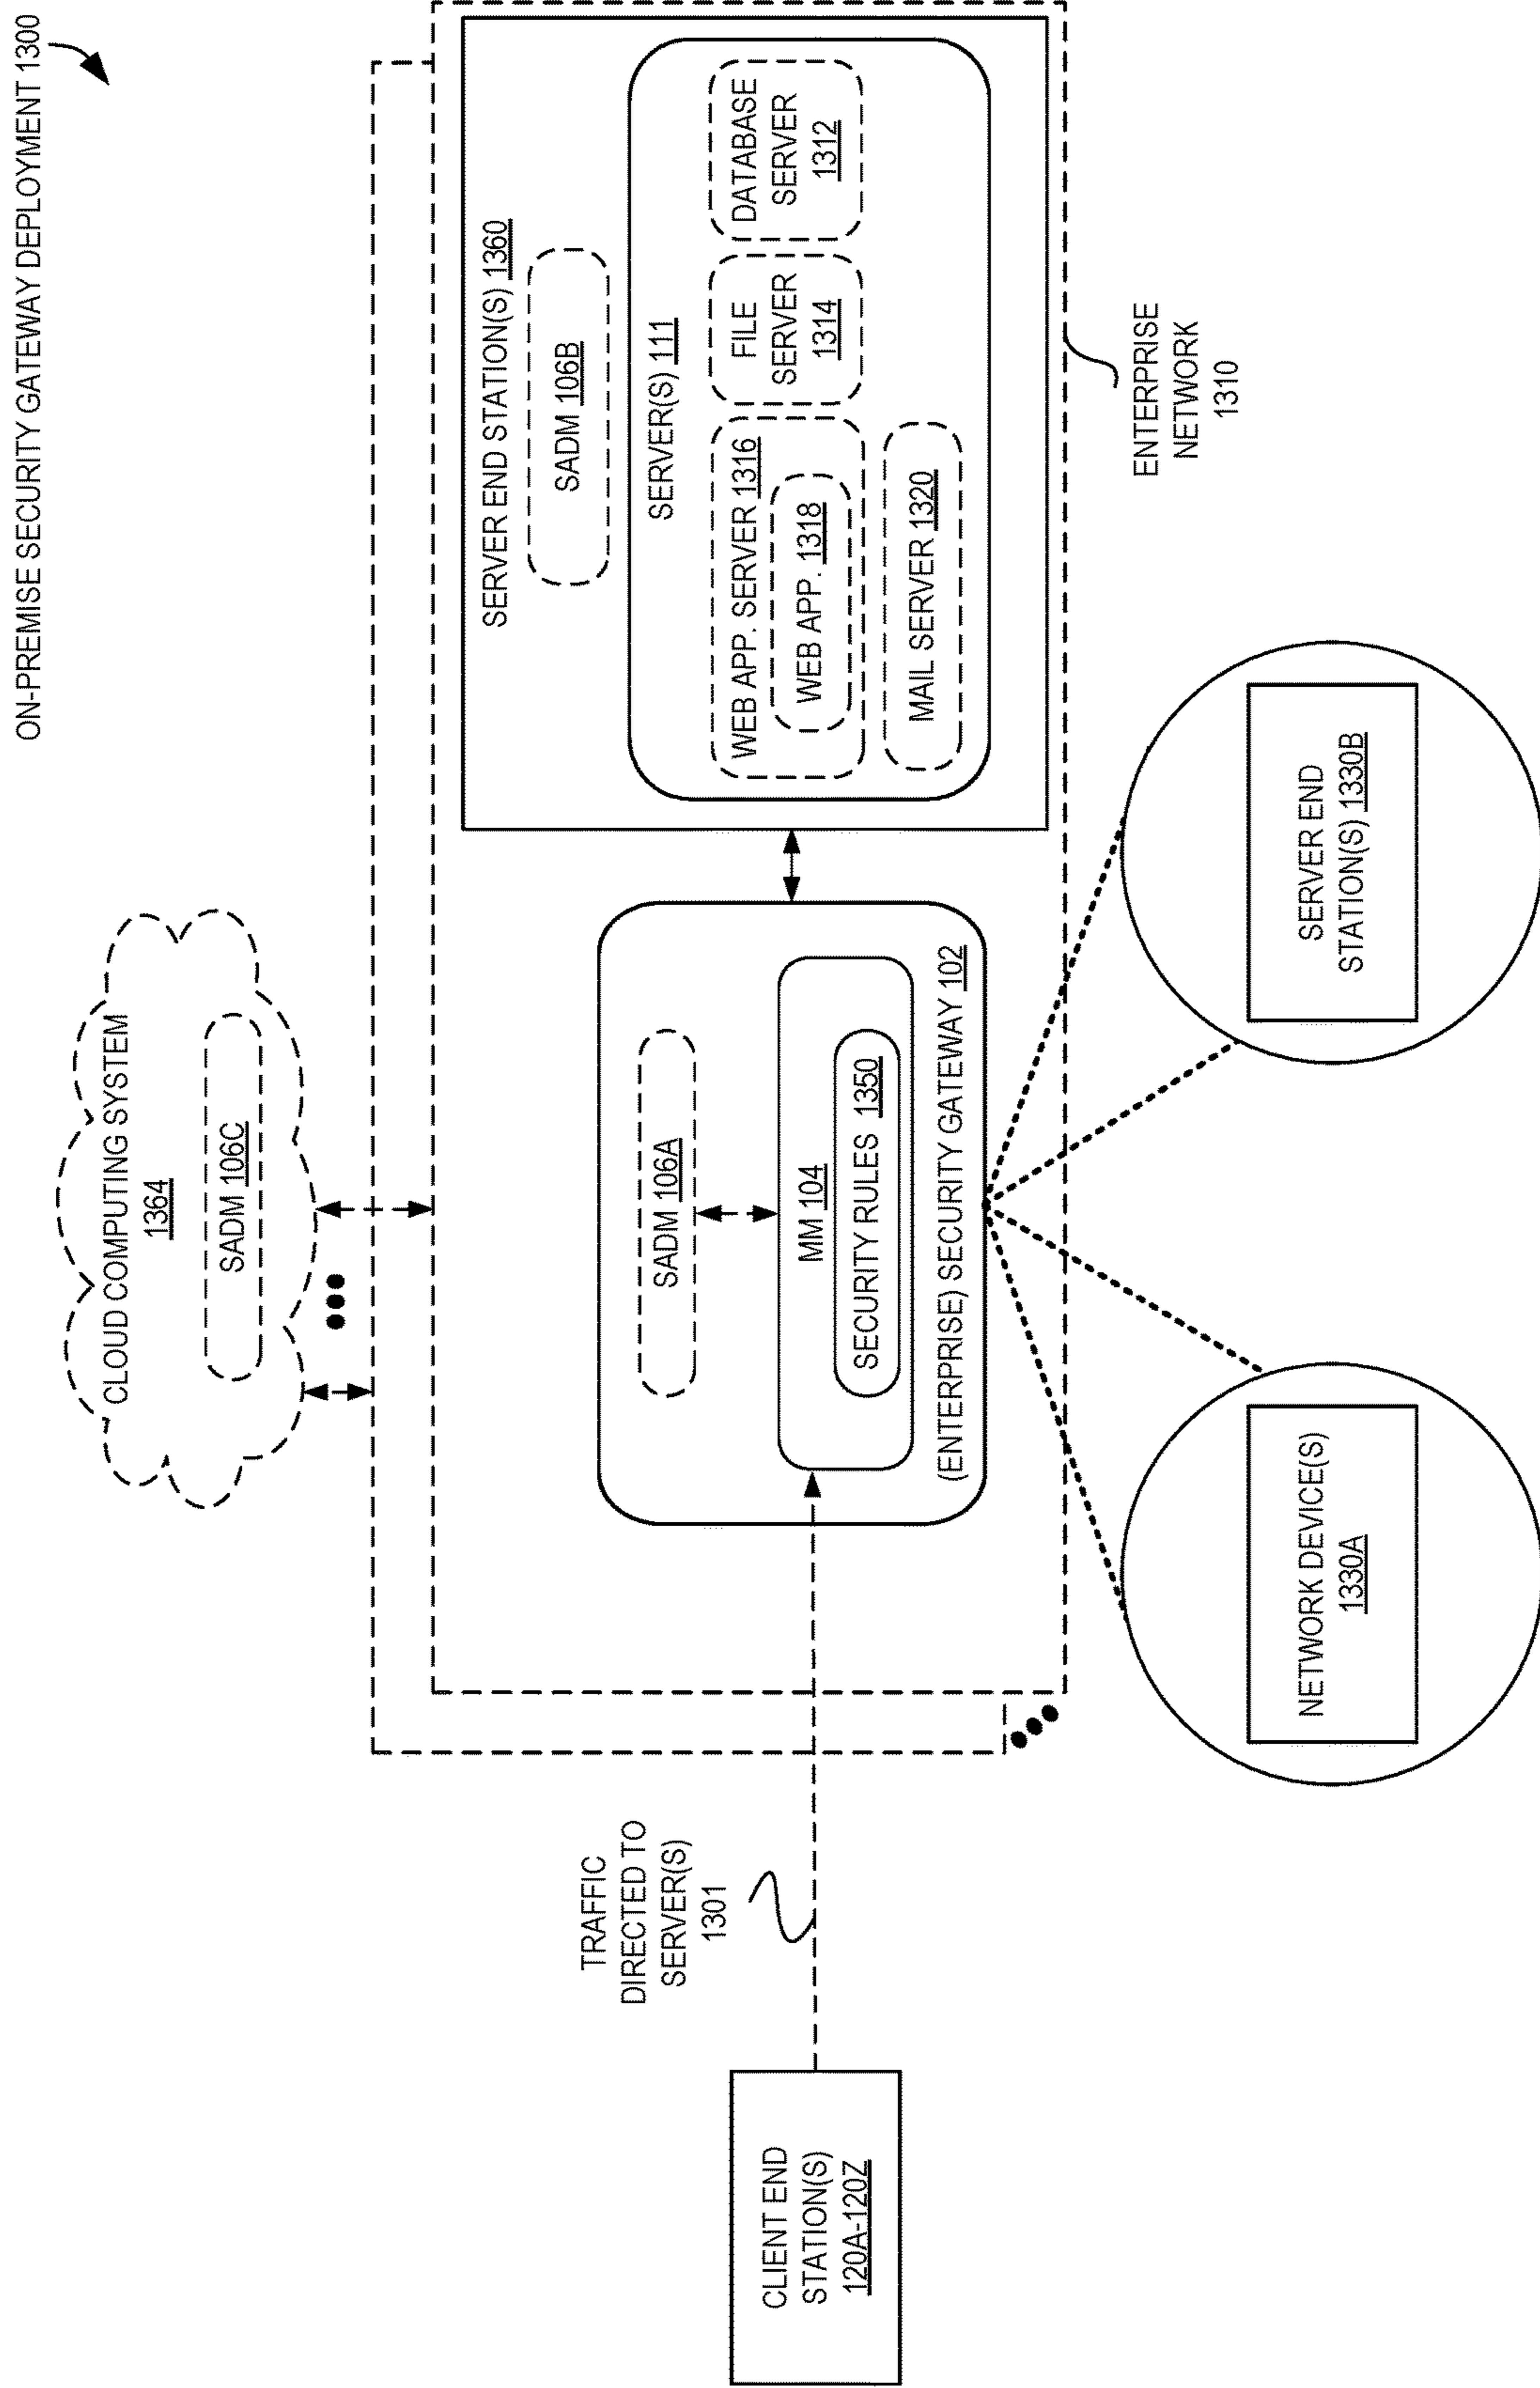 ON-PREMISE SECURITY GATEWAY DEPLOYMENT 1300
CLOUD COMPUTING SYSTEM
1364
SADM 106C
SERVER END STATION(S) 1360
SADM 106B
SERVER(S) 111
WEB APP. SERVER 1316
WEB APP. 1318
FILE
SERVER
1314
DATABASE
SERVER
1312
MAIL SERVER 1320
SADM 106A
MM 104
SECURITY RULES 1350
(ENTERPRISE) SECURITY GATEWAY 102
TRAFFIC
DIRECTED TO
SERVER(S)
1301
CLIENT END
STATION(S)
120A-120Z
ENTERPRISE
NETWORK
1310
NETWORK DEVICE(S)
1330A
SERVER END
STATION(S) 1330B